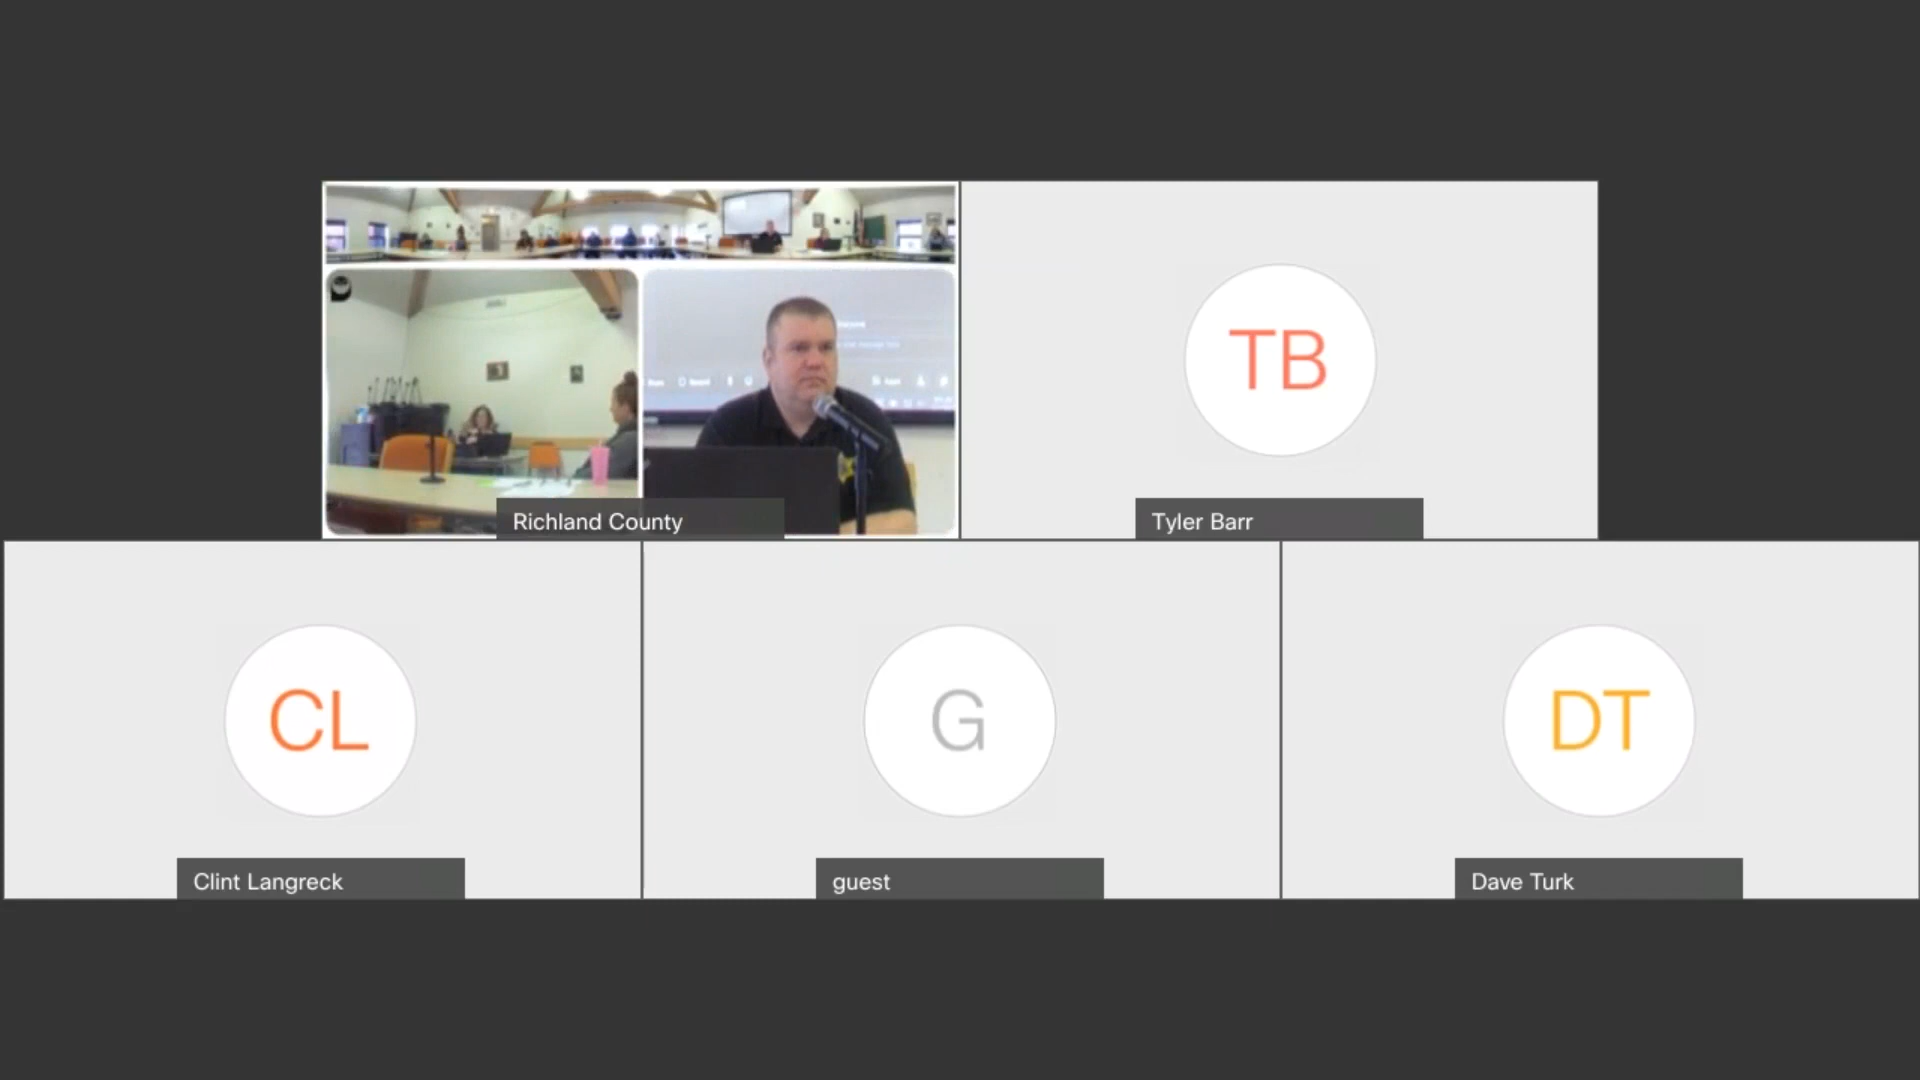 Richland County
TB
Tyler Barr
CL
Clint Langreck
G
guest
DT
Dave Turk